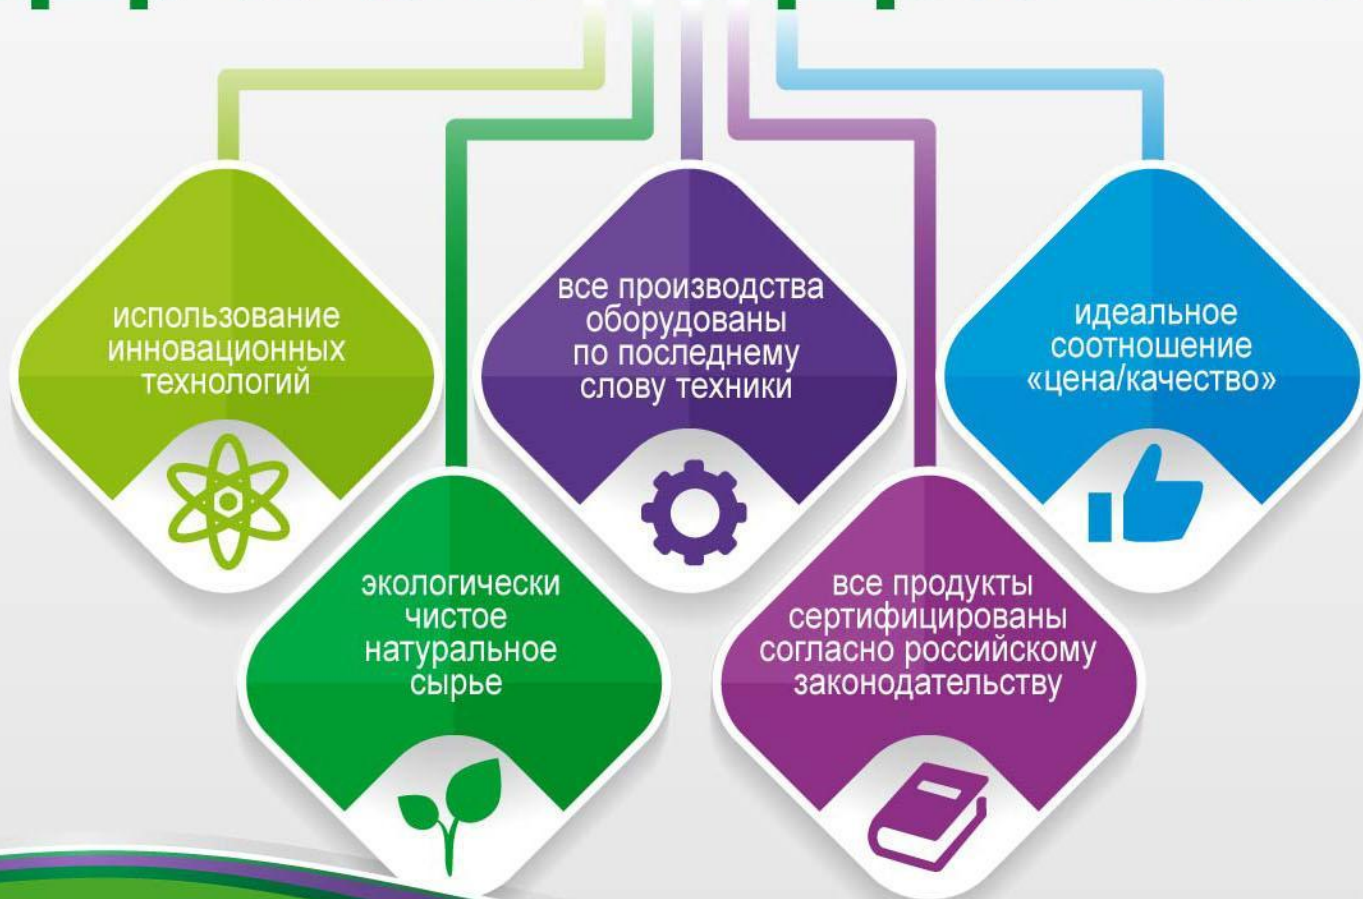 использование
инновационных
технологий
все производства
оборудованы
по последнему
слову техники
идеальное
соотношение
«цена/качество»
экологически
чистое
натуральное
сырье
все продукты
сертифицированы
согласно российскому
законодательству